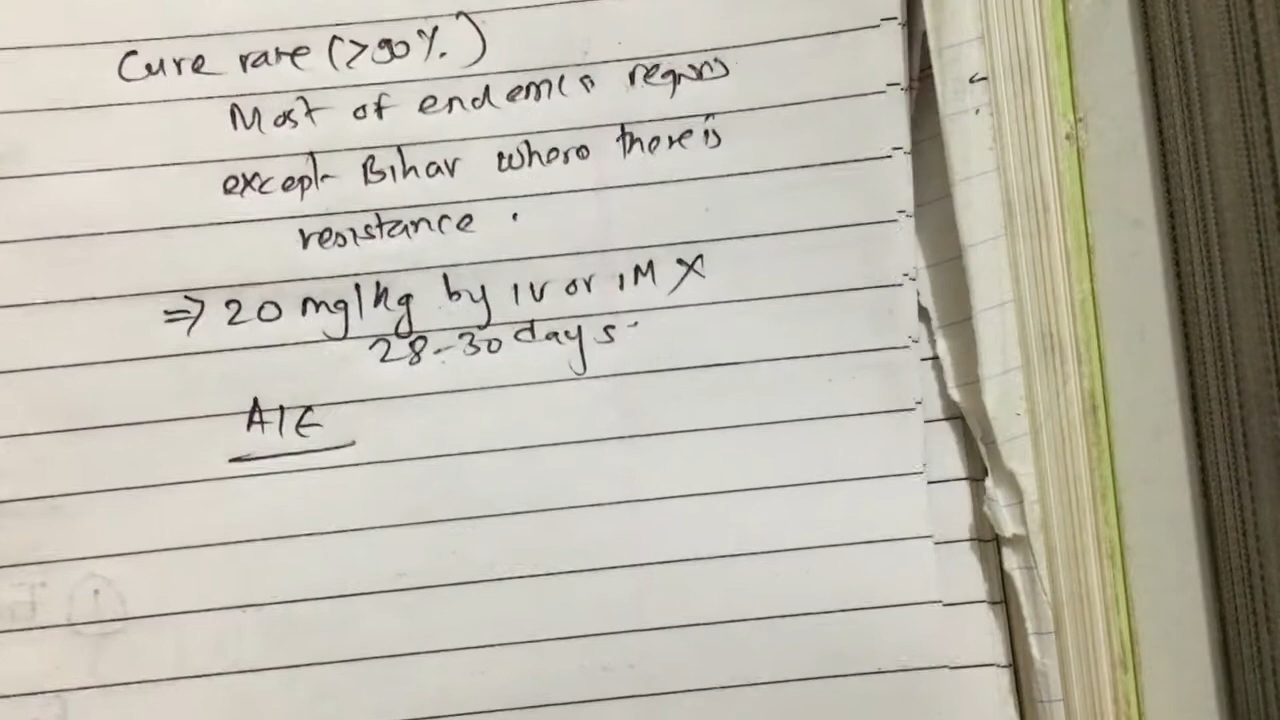 Cure rate (>90%.)
Most of endemic regions
except Bihar where there is
resistance.
⇒ 20 mg/kg by IV or IM X
28-30 days.
A/E